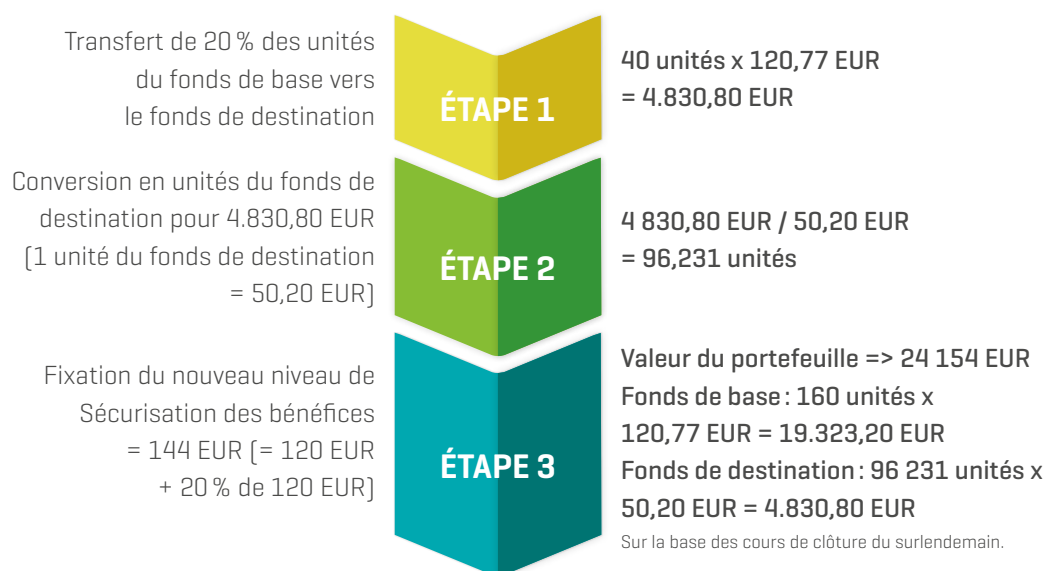 Transfert de 20 % des unités
du fonds de base vers
le fonds de destination
ÉTAPE 1
40 unités x 120,77 EUR
= 4.830,80 EUR
Conversion en unités du fonds de
destination pour 4.830,80 EUR
(1 unité du fonds de destination
= 50,20 EUR)
ÉTAPE 2
4 830,80 EUR / 50,20 EUR
= 96,231 unités
Fixation du nouveau niveau de
Sécurisation des bénéfices
= 144 EUR (= 120 EUR
+ 20 % de 120 EUR)
ÉTAPE 3
Valeur du portefeuille => 24 154 EUR
Fonds de base : 160 unités x
120,77 EUR = 19.323,20 EUR
Fonds de destination : 96 231 unités x
50,20 EUR = 4.830,80 EUR
Sur la base des cours de clôture du surlendemain.